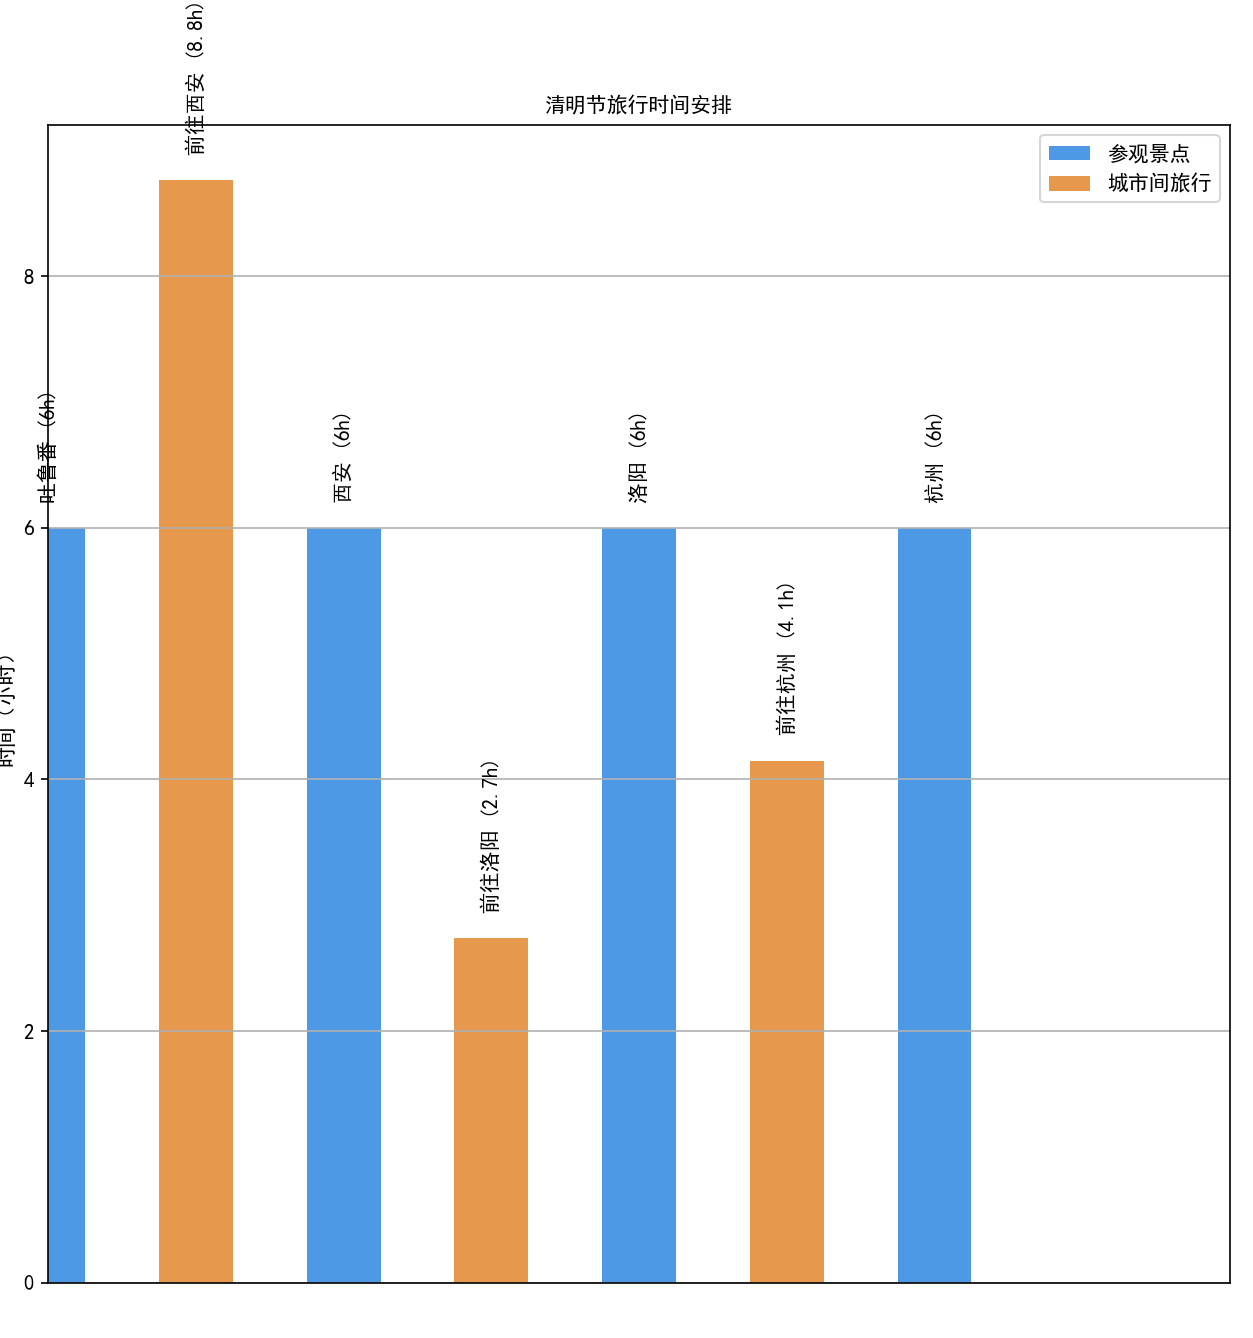 清明节旅行时间安排
参观景点
城市间旅行
时间（小时）
8
6
4
2
0
吐鲁番 (6h)
前往西安 (8.8h)
西安 (6h)
前往洛阳 (2.7h)
洛阳 (6h)
前往杭州 (4.1h)
杭州 (6h)